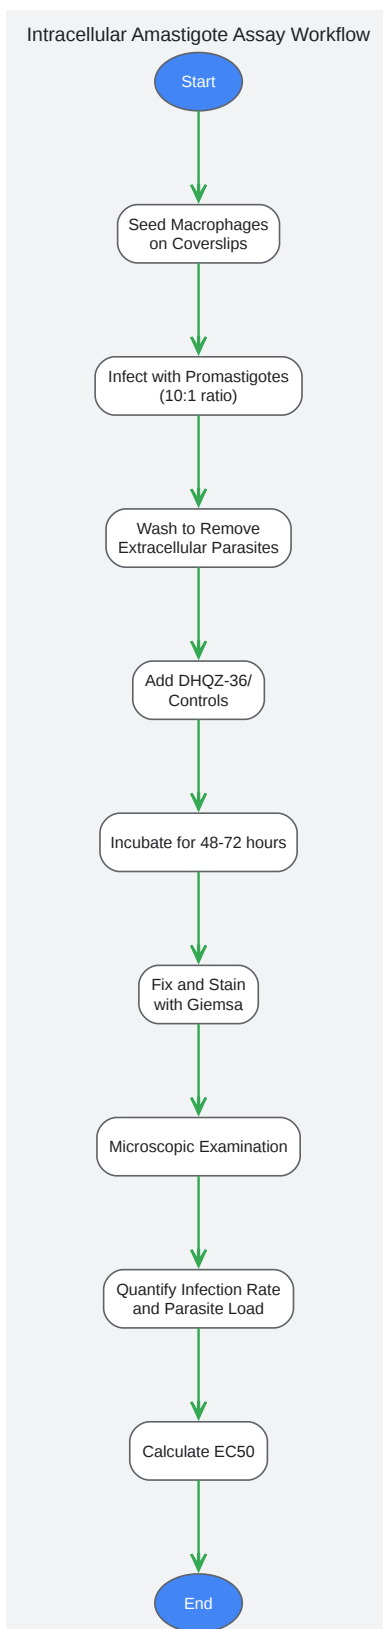 Intracellular Amastigote Assay Workflow
Start
Seed Macrophages
on Coverslips
Infect with Promastigotes
(10:1 ratio)
Wash to Remove
Extracellular Parasites
Add DHQZ-36/
Controls
Incubate for 48-72 hours
Fix and Stain
with Giemsa
Microscopic Examination
Quantify Infection Rate
and Parasite Load
Calculate EC50
End